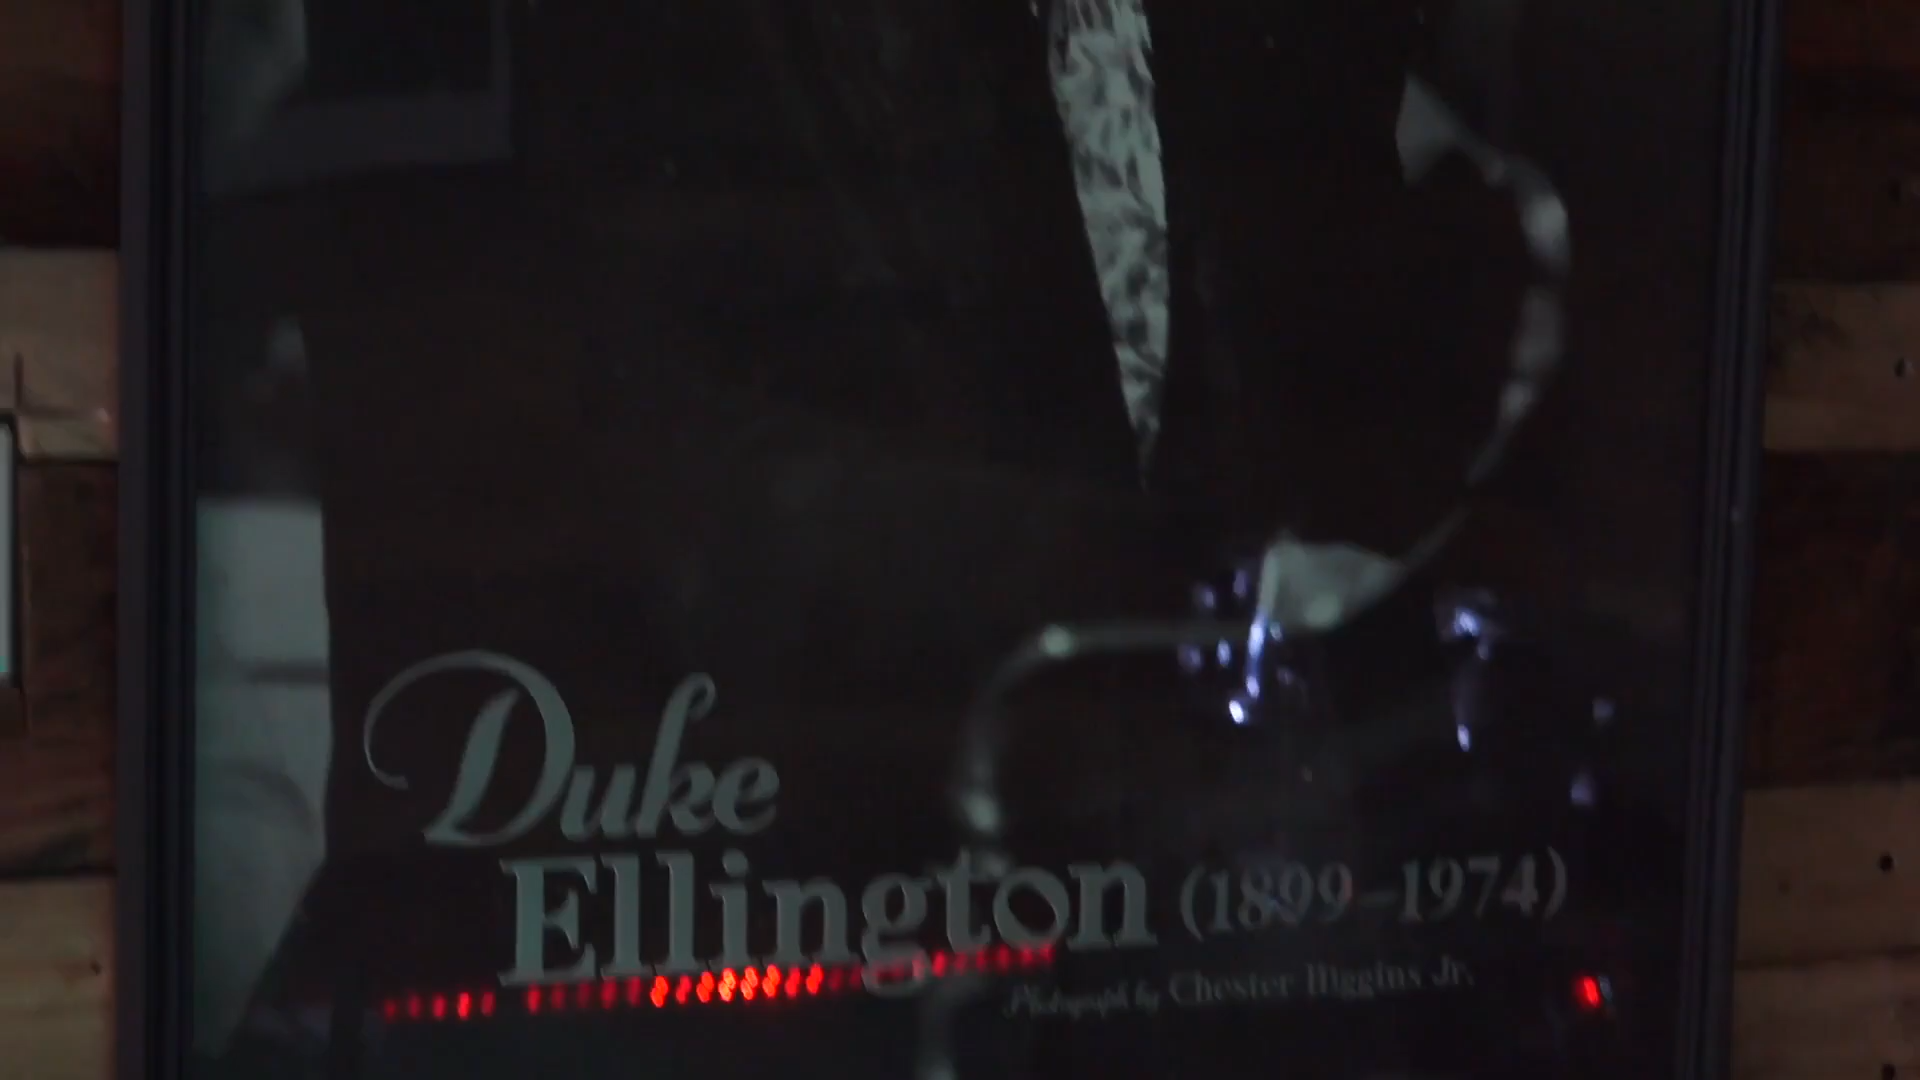 Duke
Ellington (1899–1974)
Photograph by Chester Higgins Jr.